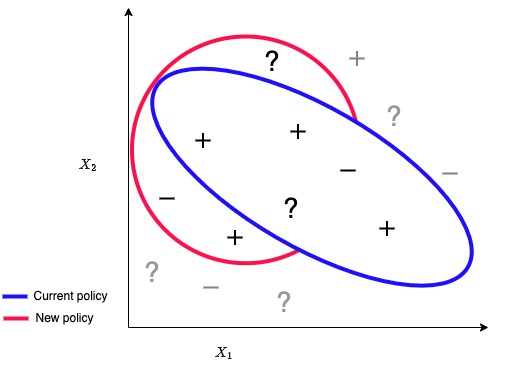 ? +
?
+ +
X₂
− −
−
?
+ +
?
−
?
Current policy
New policy
X₁